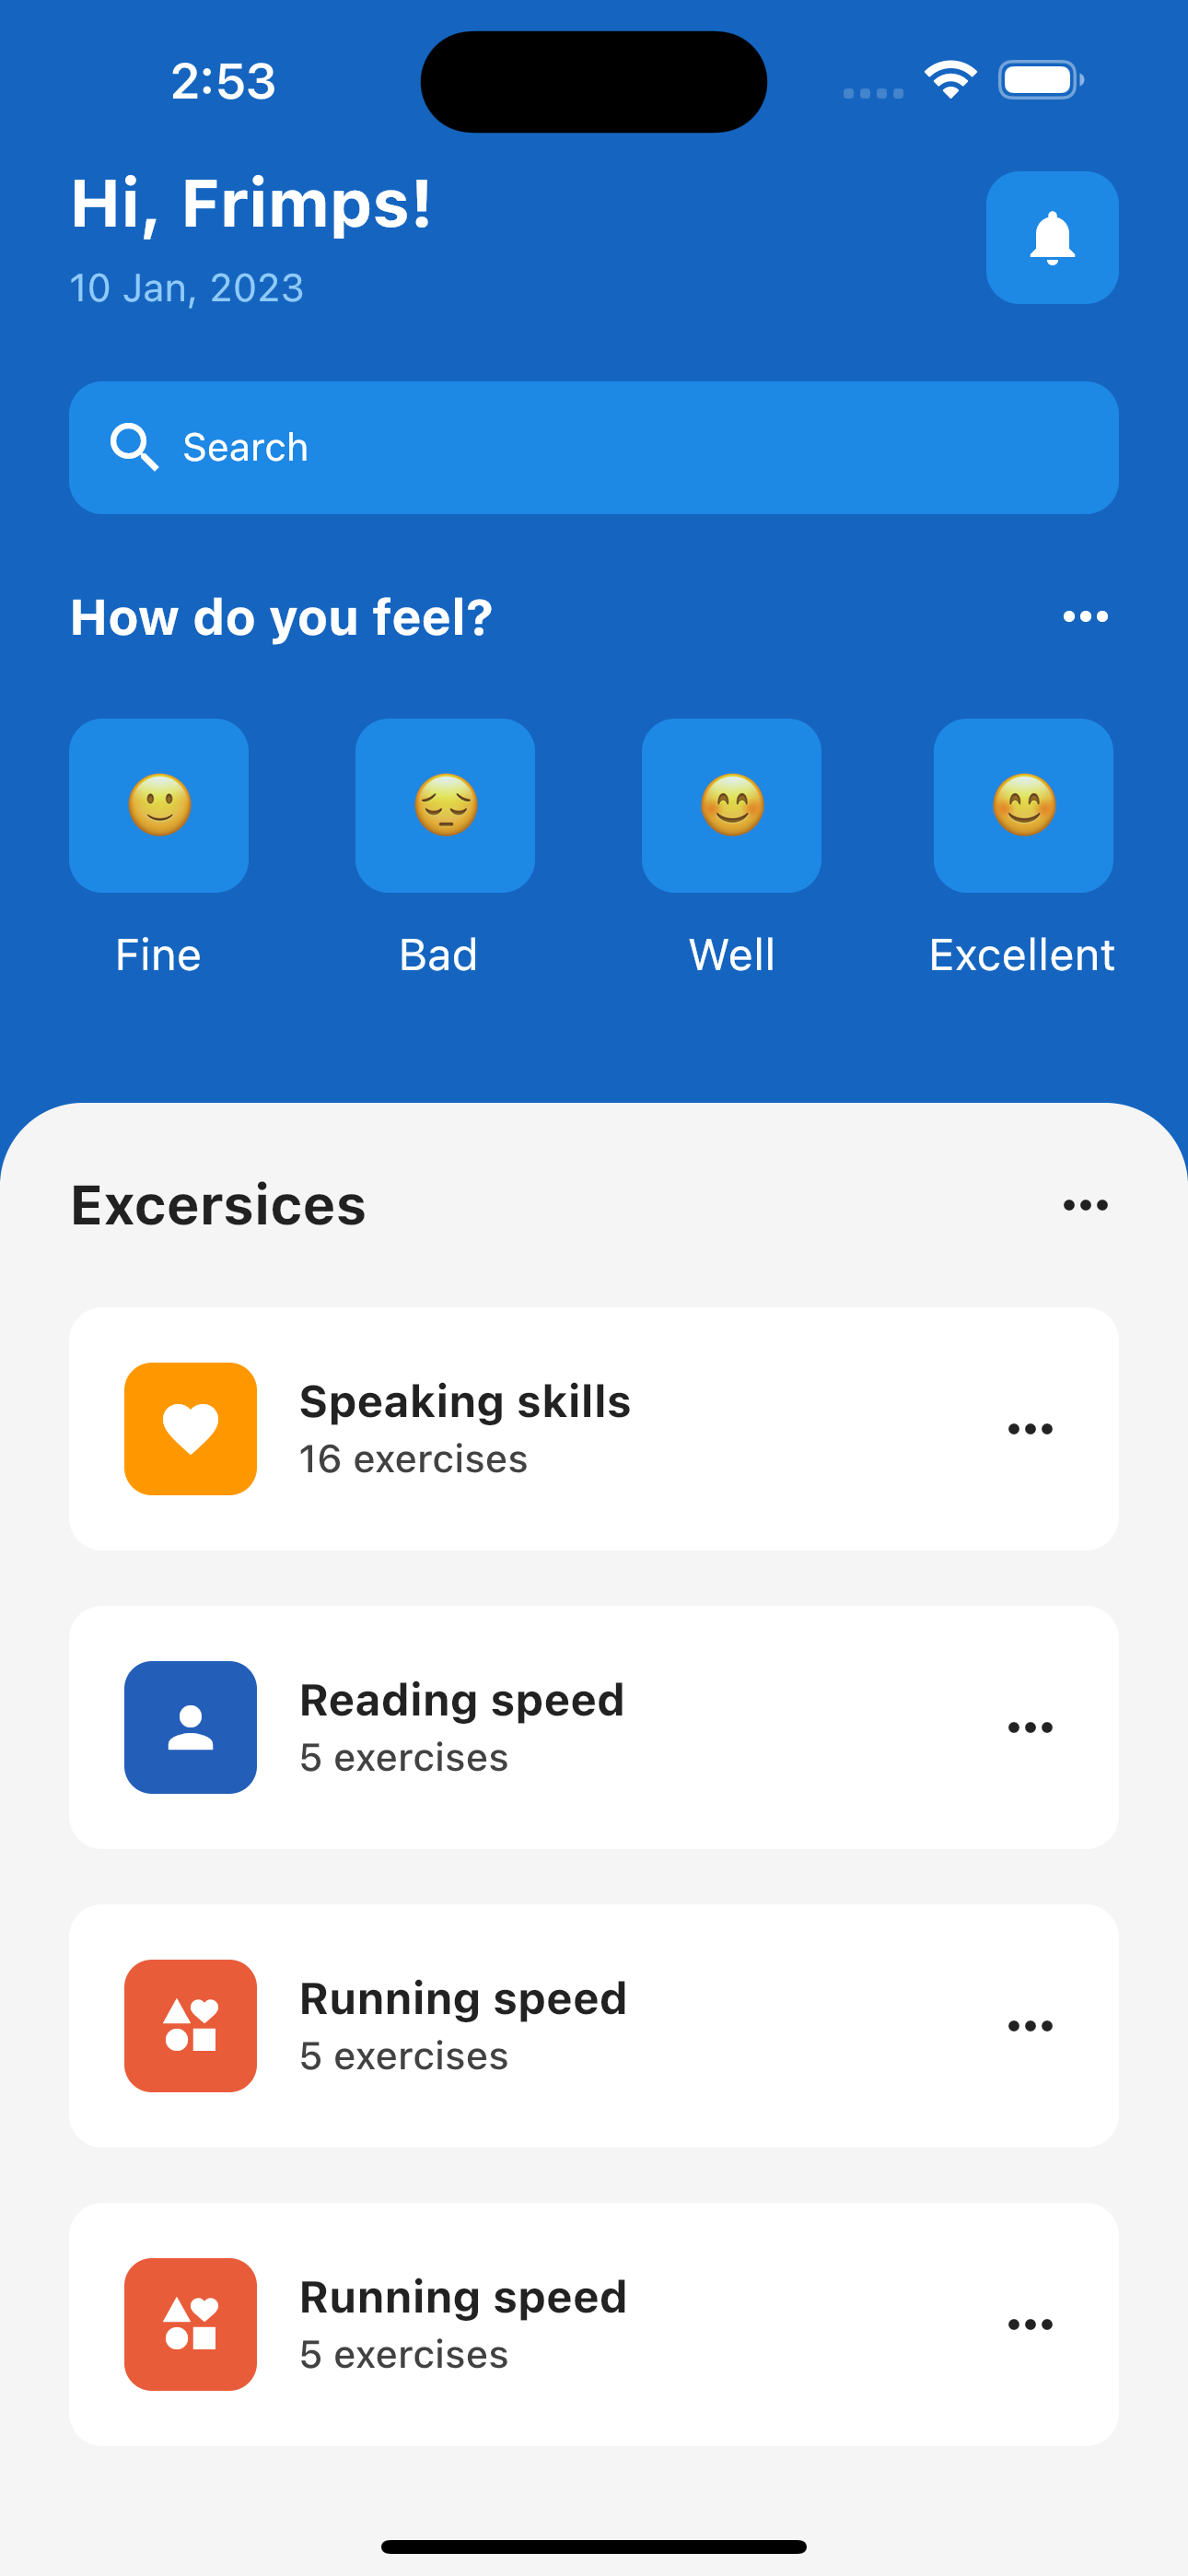 2:53
Hi, Frimps!
10 Jan, 2023
Search
How do you feel?
Fine
Bad
Well
Excellent
Excersices
Speaking skills
16 exercises
Reading speed
5 exercises
Running speed
5 exercises
Running speed
5 exercises